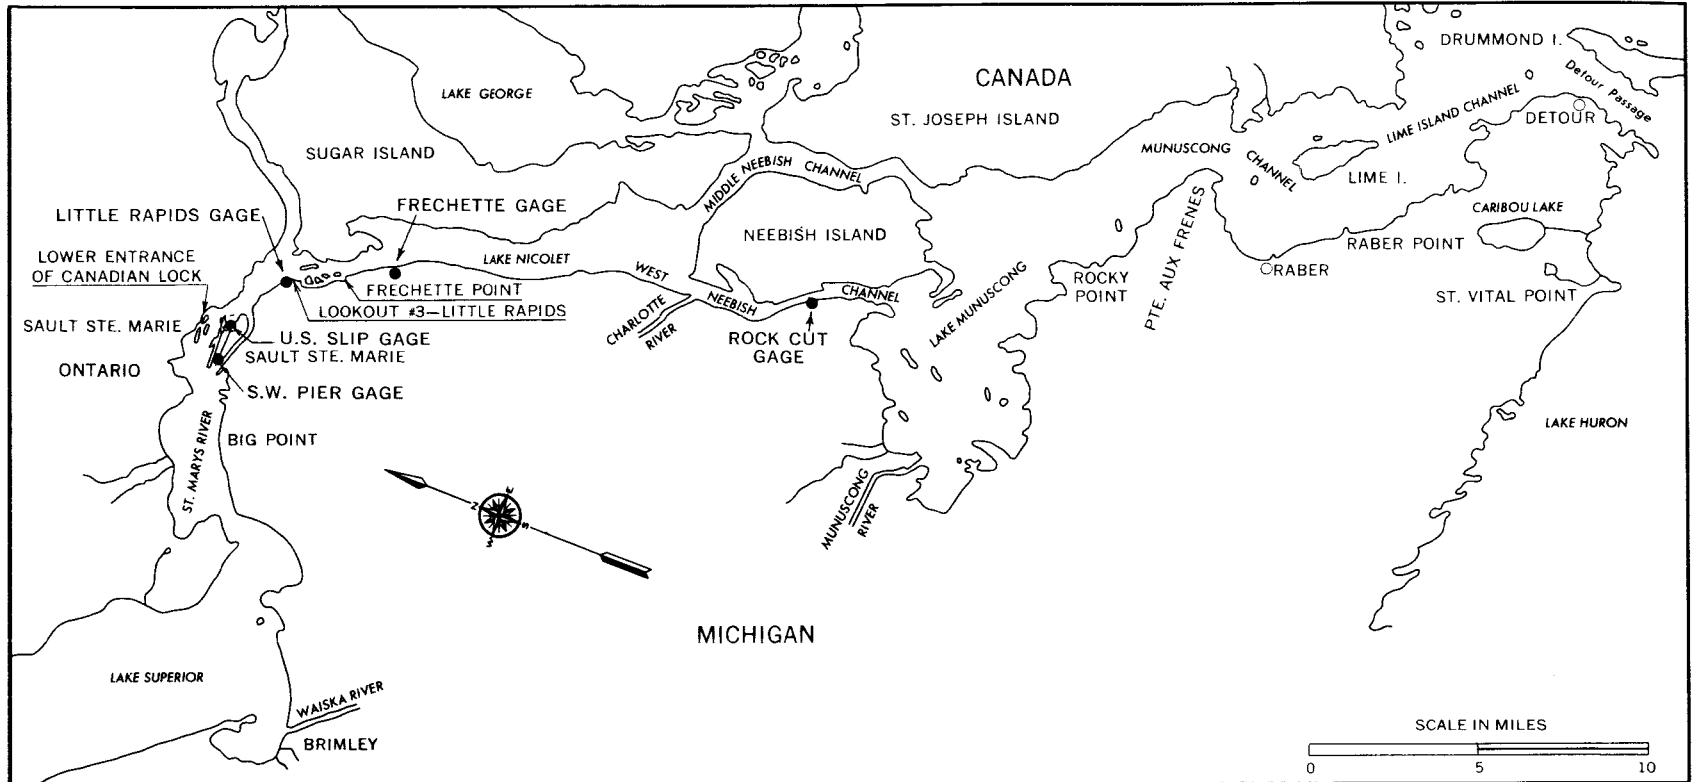 DRUMMOND I.
CANADA
LAKE GEORGE
Detour Passage
ST. JOSEPH ISLAND
LIME ISLAND CHANNEL
DETOUR
SUGAR ISLAND
MUNUSCONG
CHANNEL
MIDDLE NEEBISH CHANNEL
LIME I.
LITTLE RAPIDS GAGE
FRECHETTE GAGE
CARIBOU LAKE
NEEBISH ISLAND
PTE. AUX FRENES
RABER POINT
LOWER ENTRANCE
OF CANADIAN LOCK
LAKE NICOLET
WEST
NEEBISH
CHANNEL
RABER
ROCKY
POINT
FRECHETTE POINT
ST. VITAL POINT
LAKE MUNUSCONG
LOOKOUT #3—LITTLE RAPIDS
CHARLOTTE
RIVER
SAULT STE. MARIE
ONTARIO
U.S. SLIP GAGE
SAULT STE. MARIE
ROCK CUT
GAGE
S.W. PIER GAGE
BIG POINT
LAKE HURON
ST. MARYS RIVER
MUNUSCONG
RIVER
N
E
S
W
MICHIGAN
LAKE SUPERIOR
WAISKA RIVER
BRIMLEY
SCALE IN MILES
0 5 10